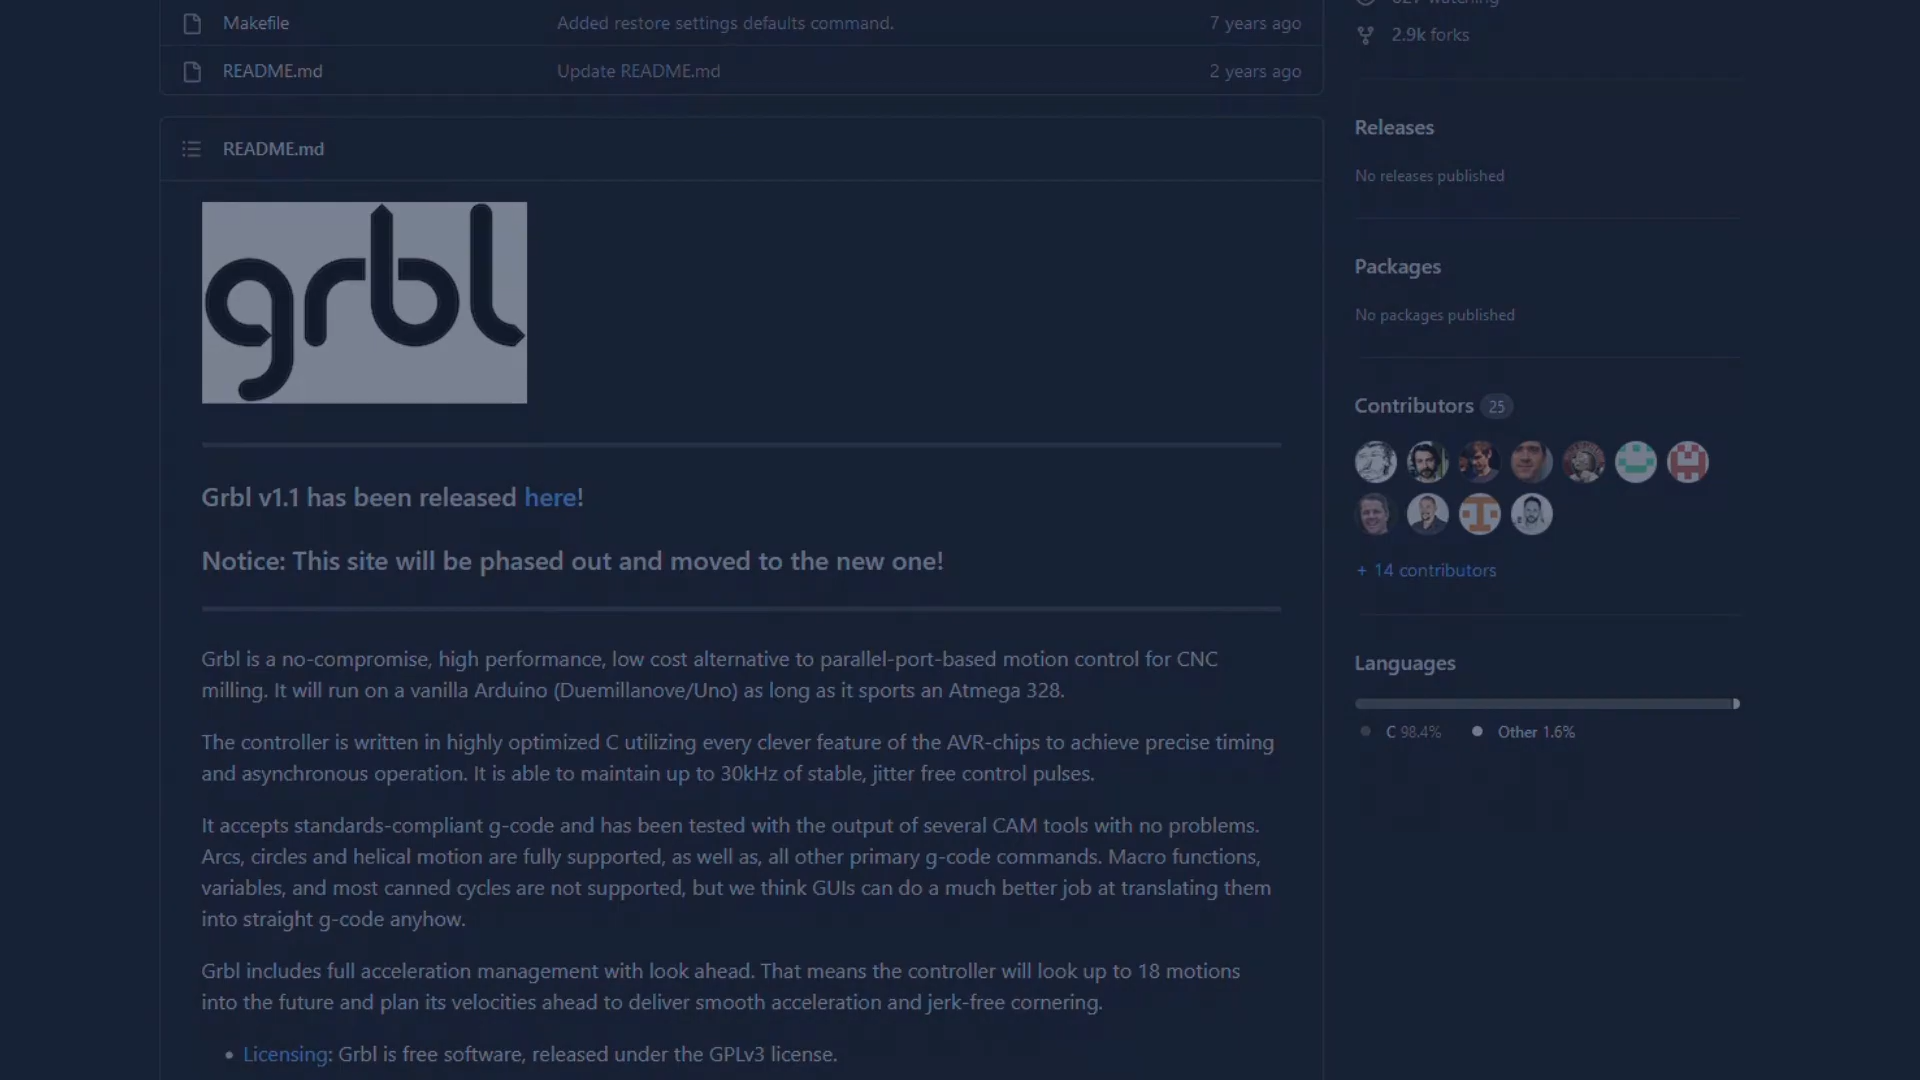 Makefile Added restore settings defaults command. 7 years ago
README.md Update README.md 2 years ago
README.md
grbl
Grbl v1.1 has been released here!
Notice: This site will be phased out and moved to the new one!
Grbl is a no-compromise, high performance, low cost alternative to parallel-port-based motion control for CNC
milling. It will run on a vanilla Arduino (Duemillanove/Uno) as long as it sports an Atmega 328.
The controller is written in highly optimized C utilizing every clever feature of the AVR-chips to achieve precise timing
and asynchronous operation. It is able to maintain up to 30kHz of stable, jitter free control pulses.
It accepts standards-compliant g-code and has been tested with the output of several CAM tools with no problems.
Arcs, circles and helical motion are fully supported, as well as, all other primary g-code commands. Macro functions,
variables, and most canned cycles are not supported, but we think GUIs can do a much better job at translating them
into straight g-code anyhow.
Grbl includes full acceleration management with look ahead. That means the controller will look up to 18 motions
into the future and plan its velocities ahead to deliver smooth acceleration and jerk-free cornering.
• Licensing: Grbl is free software, released under the GPLv3 license.
watching
2.9k forks
Releases
No releases published
Packages
No packages published
Contributors 25
+ 14 contributors
Languages
C 98.4% Other 1.6%